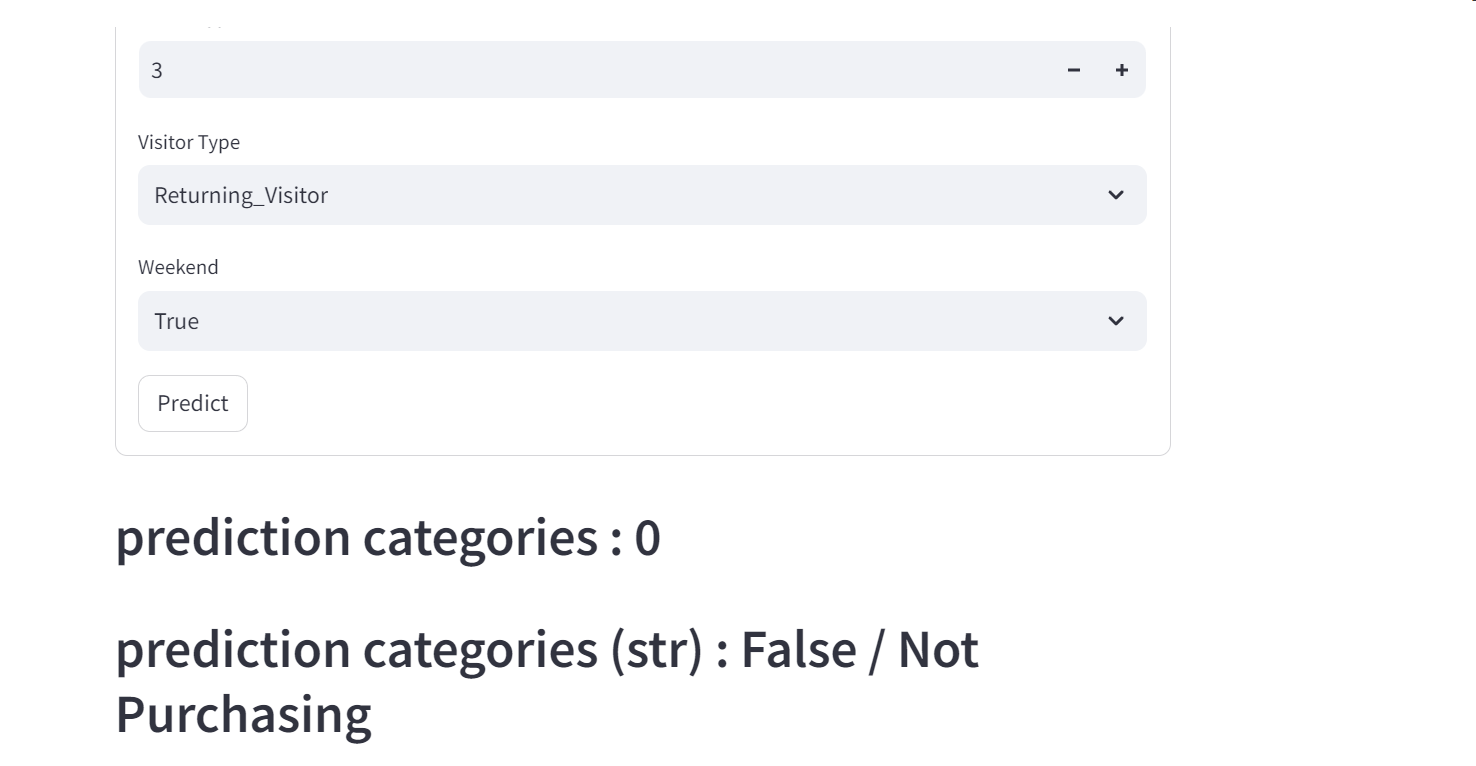 3
Visitor Type
Returning_Visitor
Weekend
True
Predict
prediction categories : 0
prediction categories (str) : False / Not
Purchasing